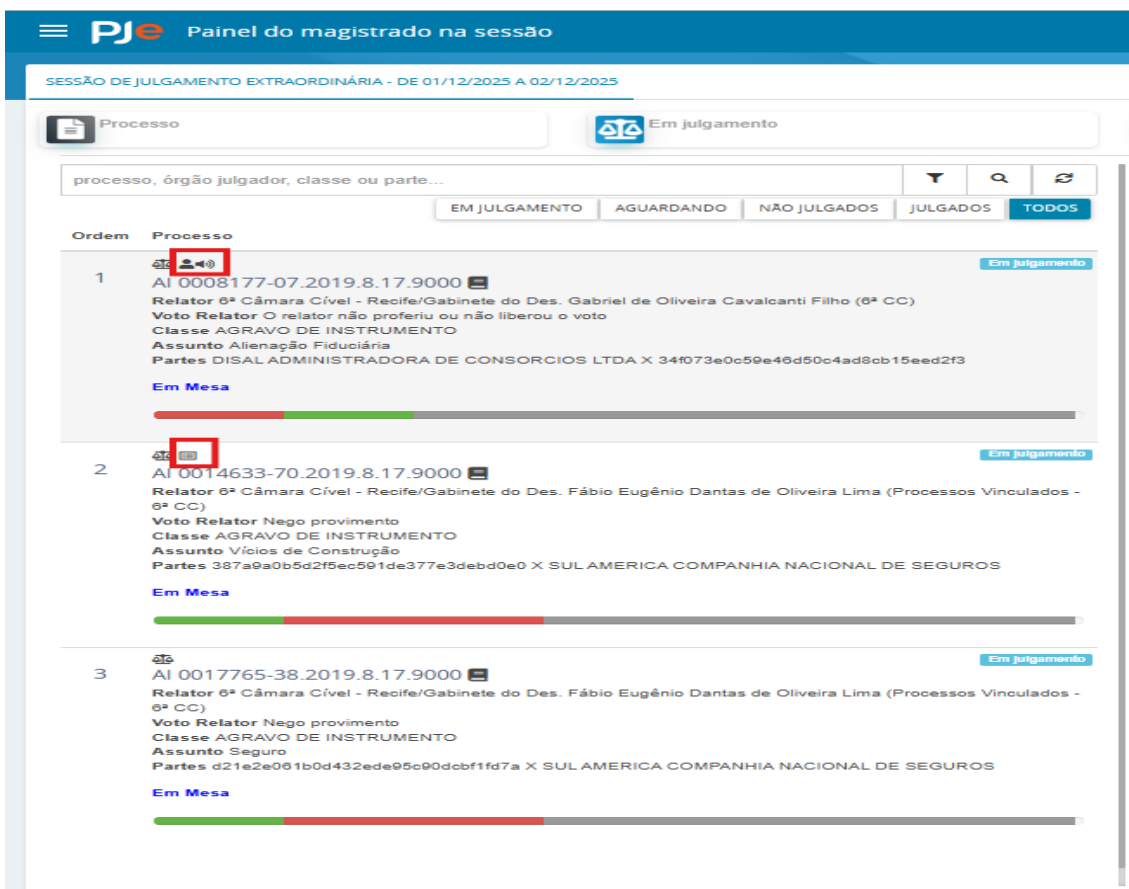 PJe Painel do magistrado na sessão
SESSÃO DE JULGAMENTO EXTRAORDINÁRIA - DE 01/12/2025 A 02/12/2025
Processo Em julgamento
processo, órgão julgador, classe ou parte...
EM JULGAMENTO AGUARDANDO NÃO JULGADOS JULGADOS TODOS
Ordem Processo
Em julgamento
1 AI 0008177-07.2019.8.17.9000
Relator 6ª Câmara Cível - Recife/Gabinete do Des. Gabriel de Oliveira Cavalcanti Filho (6ª CC)
Voto Relator O relator não proferiu ou não liberou o voto
Classe AGRAVO DE INSTRUMENTO
Assunto Alienação Fiduciária
Partes DISAL ADMINISTRADORA DE CONSORCIOS LTDA X 34f073e0c59e46d50c4ad8cb15eed2f3
Em Mesa
Em julgamento
2 AI 0014633-70.2019.8.17.9000
Relator 6ª Câmara Cível - Recife/Gabinete do Des. Fábio Eugênio Dantas de Oliveira Lima (Processos Vinculados -
6ª CC)
Voto Relator Nego provimento
Classe AGRAVO DE INSTRUMENTO
Assunto Vícios de Construção
Partes 387a9a0b5d2f5ec591de377e3debd0e0 X SUL AMERICA COMPANHIA NACIONAL DE SEGUROS
Em Mesa
Em julgamento
3 AI 0017765-38.2019.8.17.9000
Relator 6ª Câmara Cível - Recife/Gabinete do Des. Fábio Eugênio Dantas de Oliveira Lima (Processos Vinculados -
6ª CC)
Voto Relator Nego provimento
Classe AGRAVO DE INSTRUMENTO
Assunto Seguro
Partes d21e2e061b0d432ede95c90dcbf1fd7a X SUL AMERICA COMPANHIA NACIONAL DE SEGUROS
Em Mesa